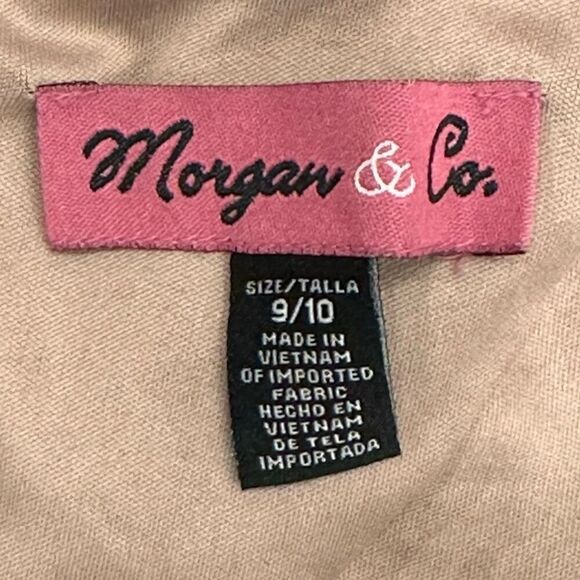 Morgan & Co.
SIZE/TALLA
9/10
MADE IN
VIETNAM
OF IMPORTED
FABRIC
HECHO EN
VIETNAM
DE TELA
IMPORTADA